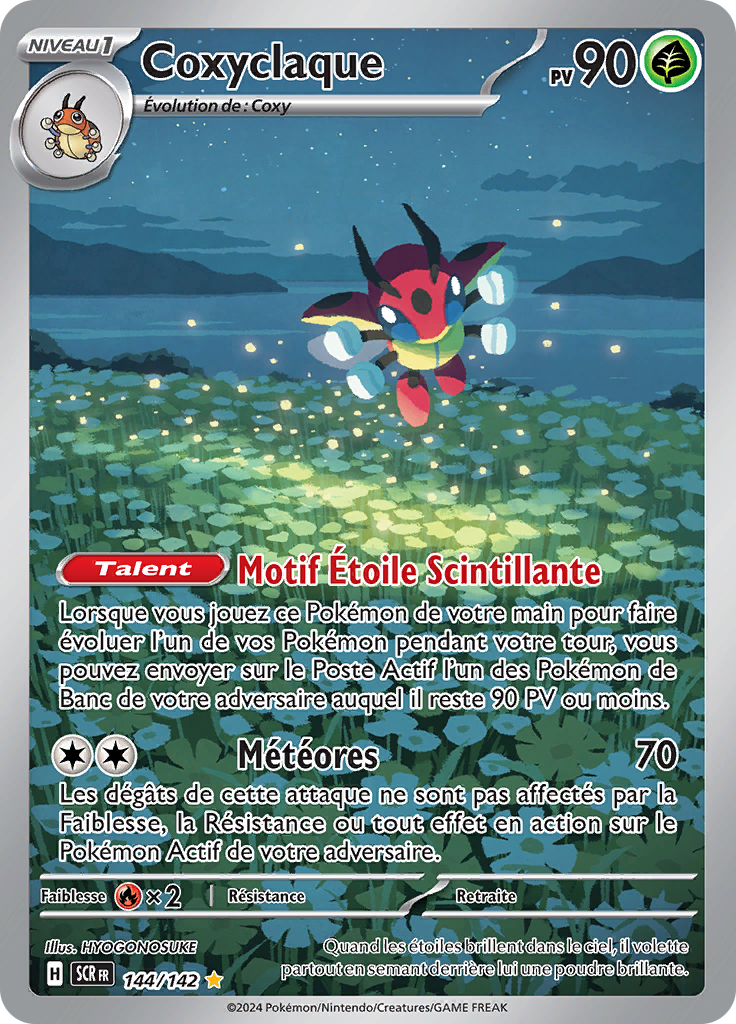 NIVEAU 1
Coxyclaque
PV 90
Évolution de : Coxy
Talent Motif Étoile Scintillante
Lorsque vous jouez ce Pokémon de votre main pour faire
évoluer l'un de vos Pokémon pendant votre tour, vous
pouvez envoyer sur le Poste Actif l'un des Pokémon de
Banc de votre adversaire auquel il reste 90 PV ou moins.
Météores 70
Les dégâts de cette attaque ne sont pas affectés par la
Faiblesse, la Résistance ou tout effet en action sur le
Pokémon Actif de votre adversaire.
Faiblesse ×2 Résistance Retraite
Illus. HYOGONOSUKE
H SCR FR 144/142
Quand les étoiles brillent dans le ciel, il volette
partout en semant derrière lui une poudre brillante.
©2024 Pokémon/Nintendo/Creatures/GAME FREAK